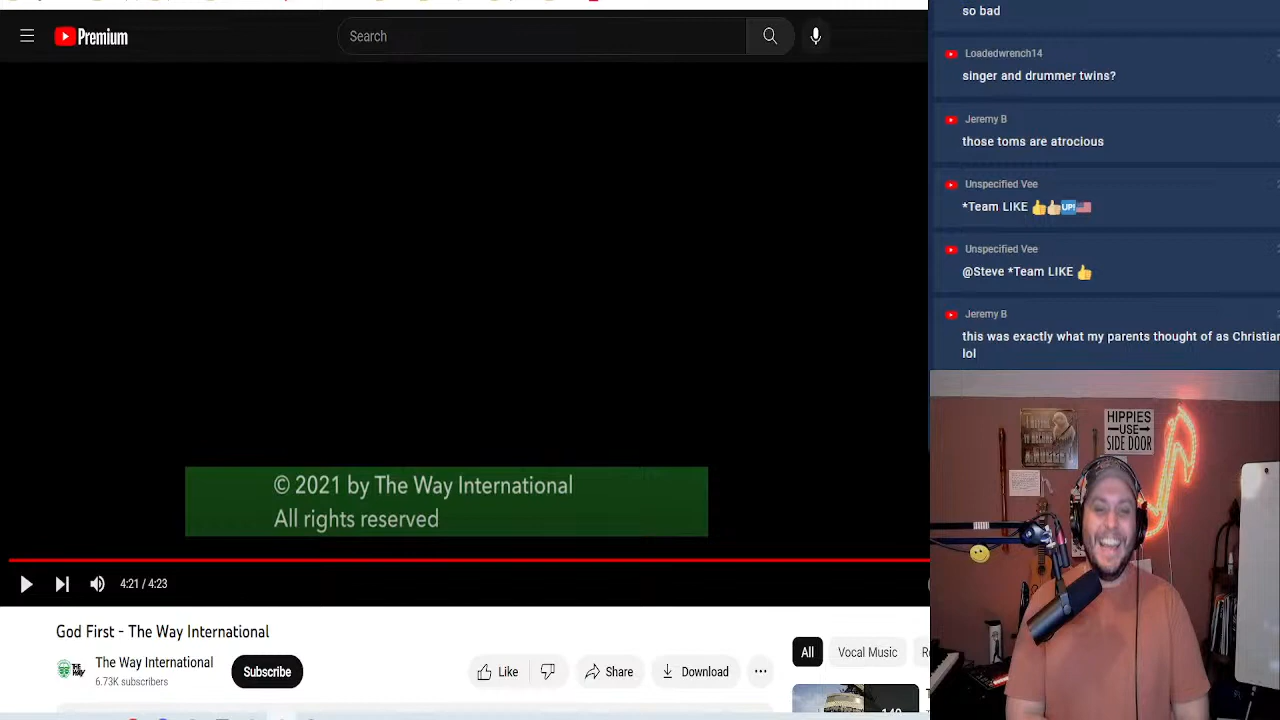 Premium
Search
so bad
Loadedwrench14
singer and drummer twins?
Jeremy B
those toms are atrocious
Unspecified Vee
*Team LIKE 👍👍🏼🆙🇺🇸
Unspecified Vee
@Steve *Team LIKE 👍
Jeremy B
this was exactly what my parents thought of as Christian
lol
HIPPIES
USE
SIDE DOOR
© 2021 by The Way International
All rights reserved
4:21 / 4:23
God First - The Way International
The Way International
6.73K subscribers
Subscribe
Like
Share
Download
All
Vocal Music